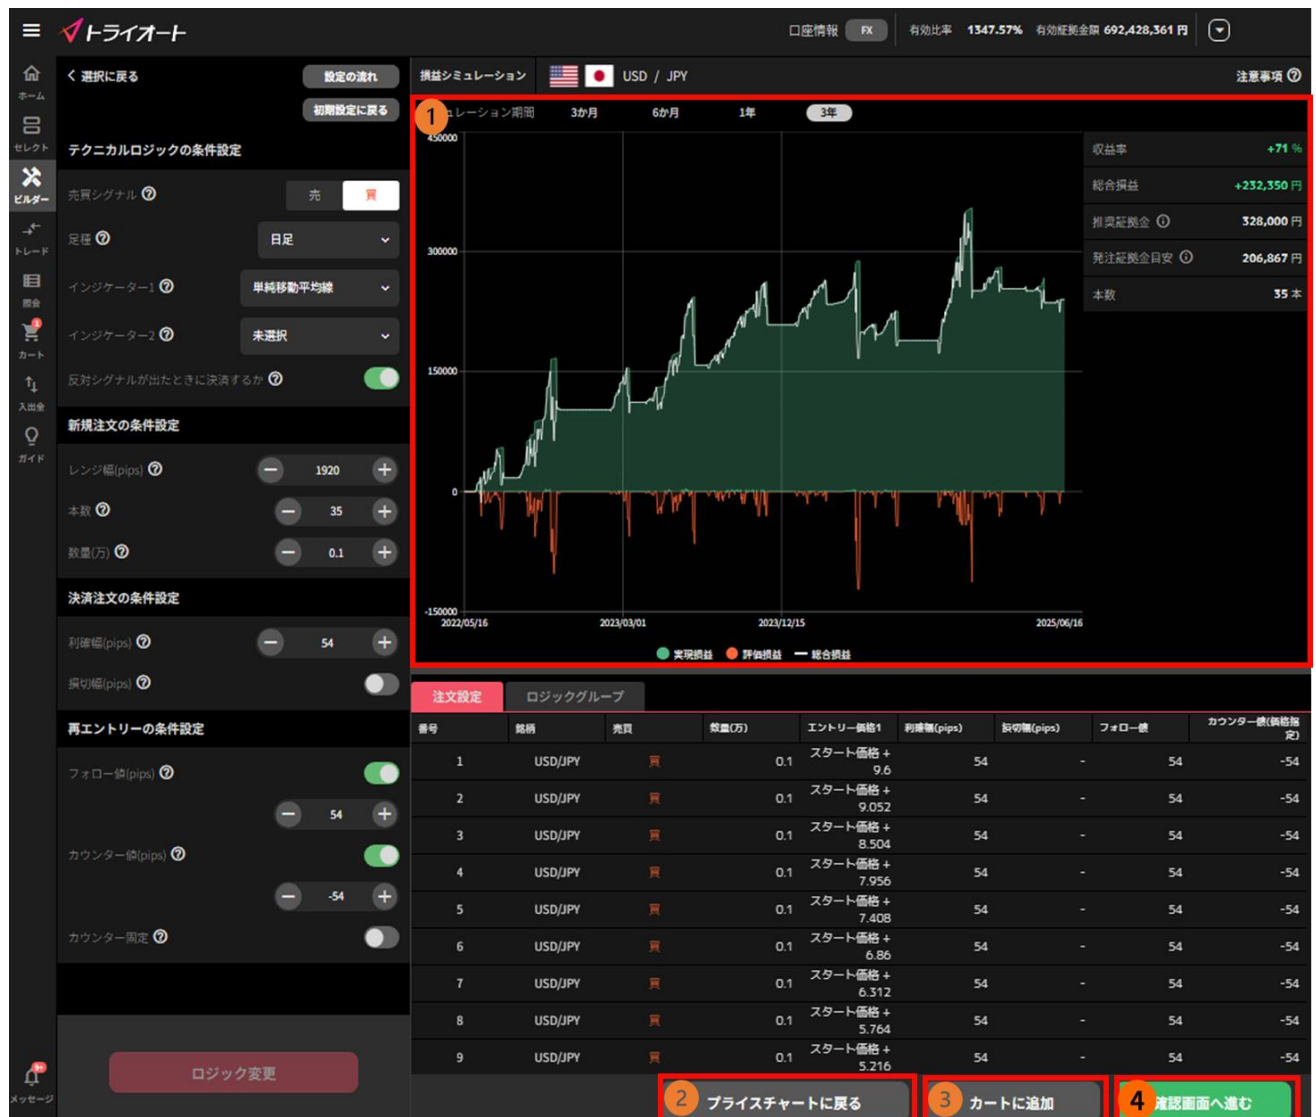 トライオート
口座情報 FX 有効比率 1347.57% 有効証拠金額 692,428,361 円
ホーム
セレクト
ビルダー
トレード
照会
1
カート
入出金
ガイド
9+
メッセージ
選択に戻る 設定の流れ
初期設定に戻る
テクニカルロジックの条件設定
売買シグナル ? 売 買
足種 ? 日足
インジケーター1 ? 単純移動平均線
インジケーター2 ? 未選択
反対シグナルが出たときに決済するか ?
新規注文の条件設定
レンジ幅(pips) ? 1920
本数 ? 35
数量(万) ? 0.1
決済注文の条件設定
利確幅(pips) ? 54
損切幅(pips) ?
再エントリーの条件設定
フォロー値(pips) ?
54
カウンター値(pips) ?
-54
カウンター固定 ?
ロジック変更
損益シミュレーション USD / JPY 注意事項 ?
1 ュレーション期間 3か月 6か月 1年 3年
450000
300000
150000
0
-150000
2022/05/16 2023/03/01 2023/12/15 2025/06/16
実現損益 評価損益 総合損益
収益率 +71 %
総合損益 +232,350 円
推奨証拠金 328,000 円
発注証拠金目安 206,867 円
本数 35 本
注文設定 ロジックグループ
番号 銘柄 売買 数量(万) エントリー価格1 利確幅(pips) 損切幅(pips) フォロー値 カウンター値(価格指定)
1 USD/JPY 買 0.1 スタート価格 + 9.6 54 - 54 -54
2 USD/JPY 買 0.1 スタート価格 + 9.052 54 - 54 -54
3 USD/JPY 買 0.1 スタート価格 + 8.504 54 - 54 -54
4 USD/JPY 買 0.1 スタート価格 + 7.956 54 - 54 -54
5 USD/JPY 買 0.1 スタート価格 + 7.408 54 - 54 -54
6 USD/JPY 買 0.1 スタート価格 + 6.86 54 - 54 -54
7 USD/JPY 買 0.1 スタート価格 + 6.312 54 - 54 -54
8 USD/JPY 買 0.1 スタート価格 + 5.764 54 - 54 -54
9 USD/JPY 買 0.1 スタート価格 + 5.216 54 - 54 -54
2 プライスチャートに戻る 3 カートに追加 4 確認画面へ進む